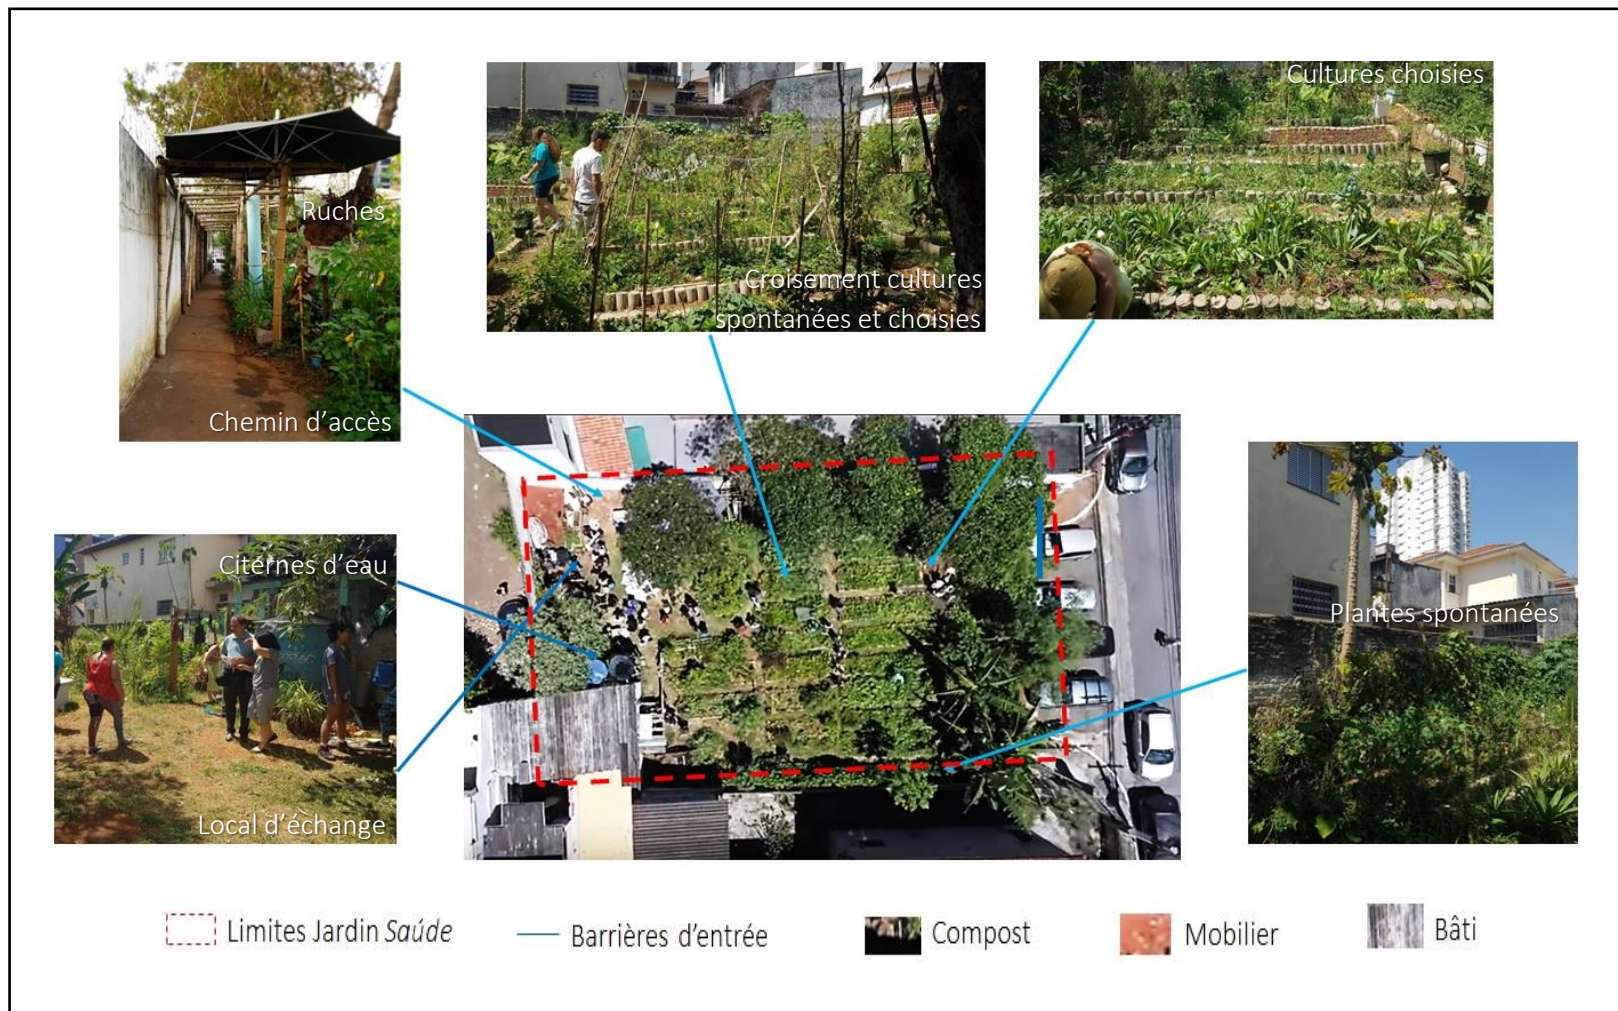 Ruches
Chemin d’accès
Croisement cultures
spontanées et choisies
Cultures choisies
Citernes d’eau
Local d’échange
Plantes spontanées
Limites Jardin Saúde
Barrières d’entrée
Compost
Mobilier
Bâti